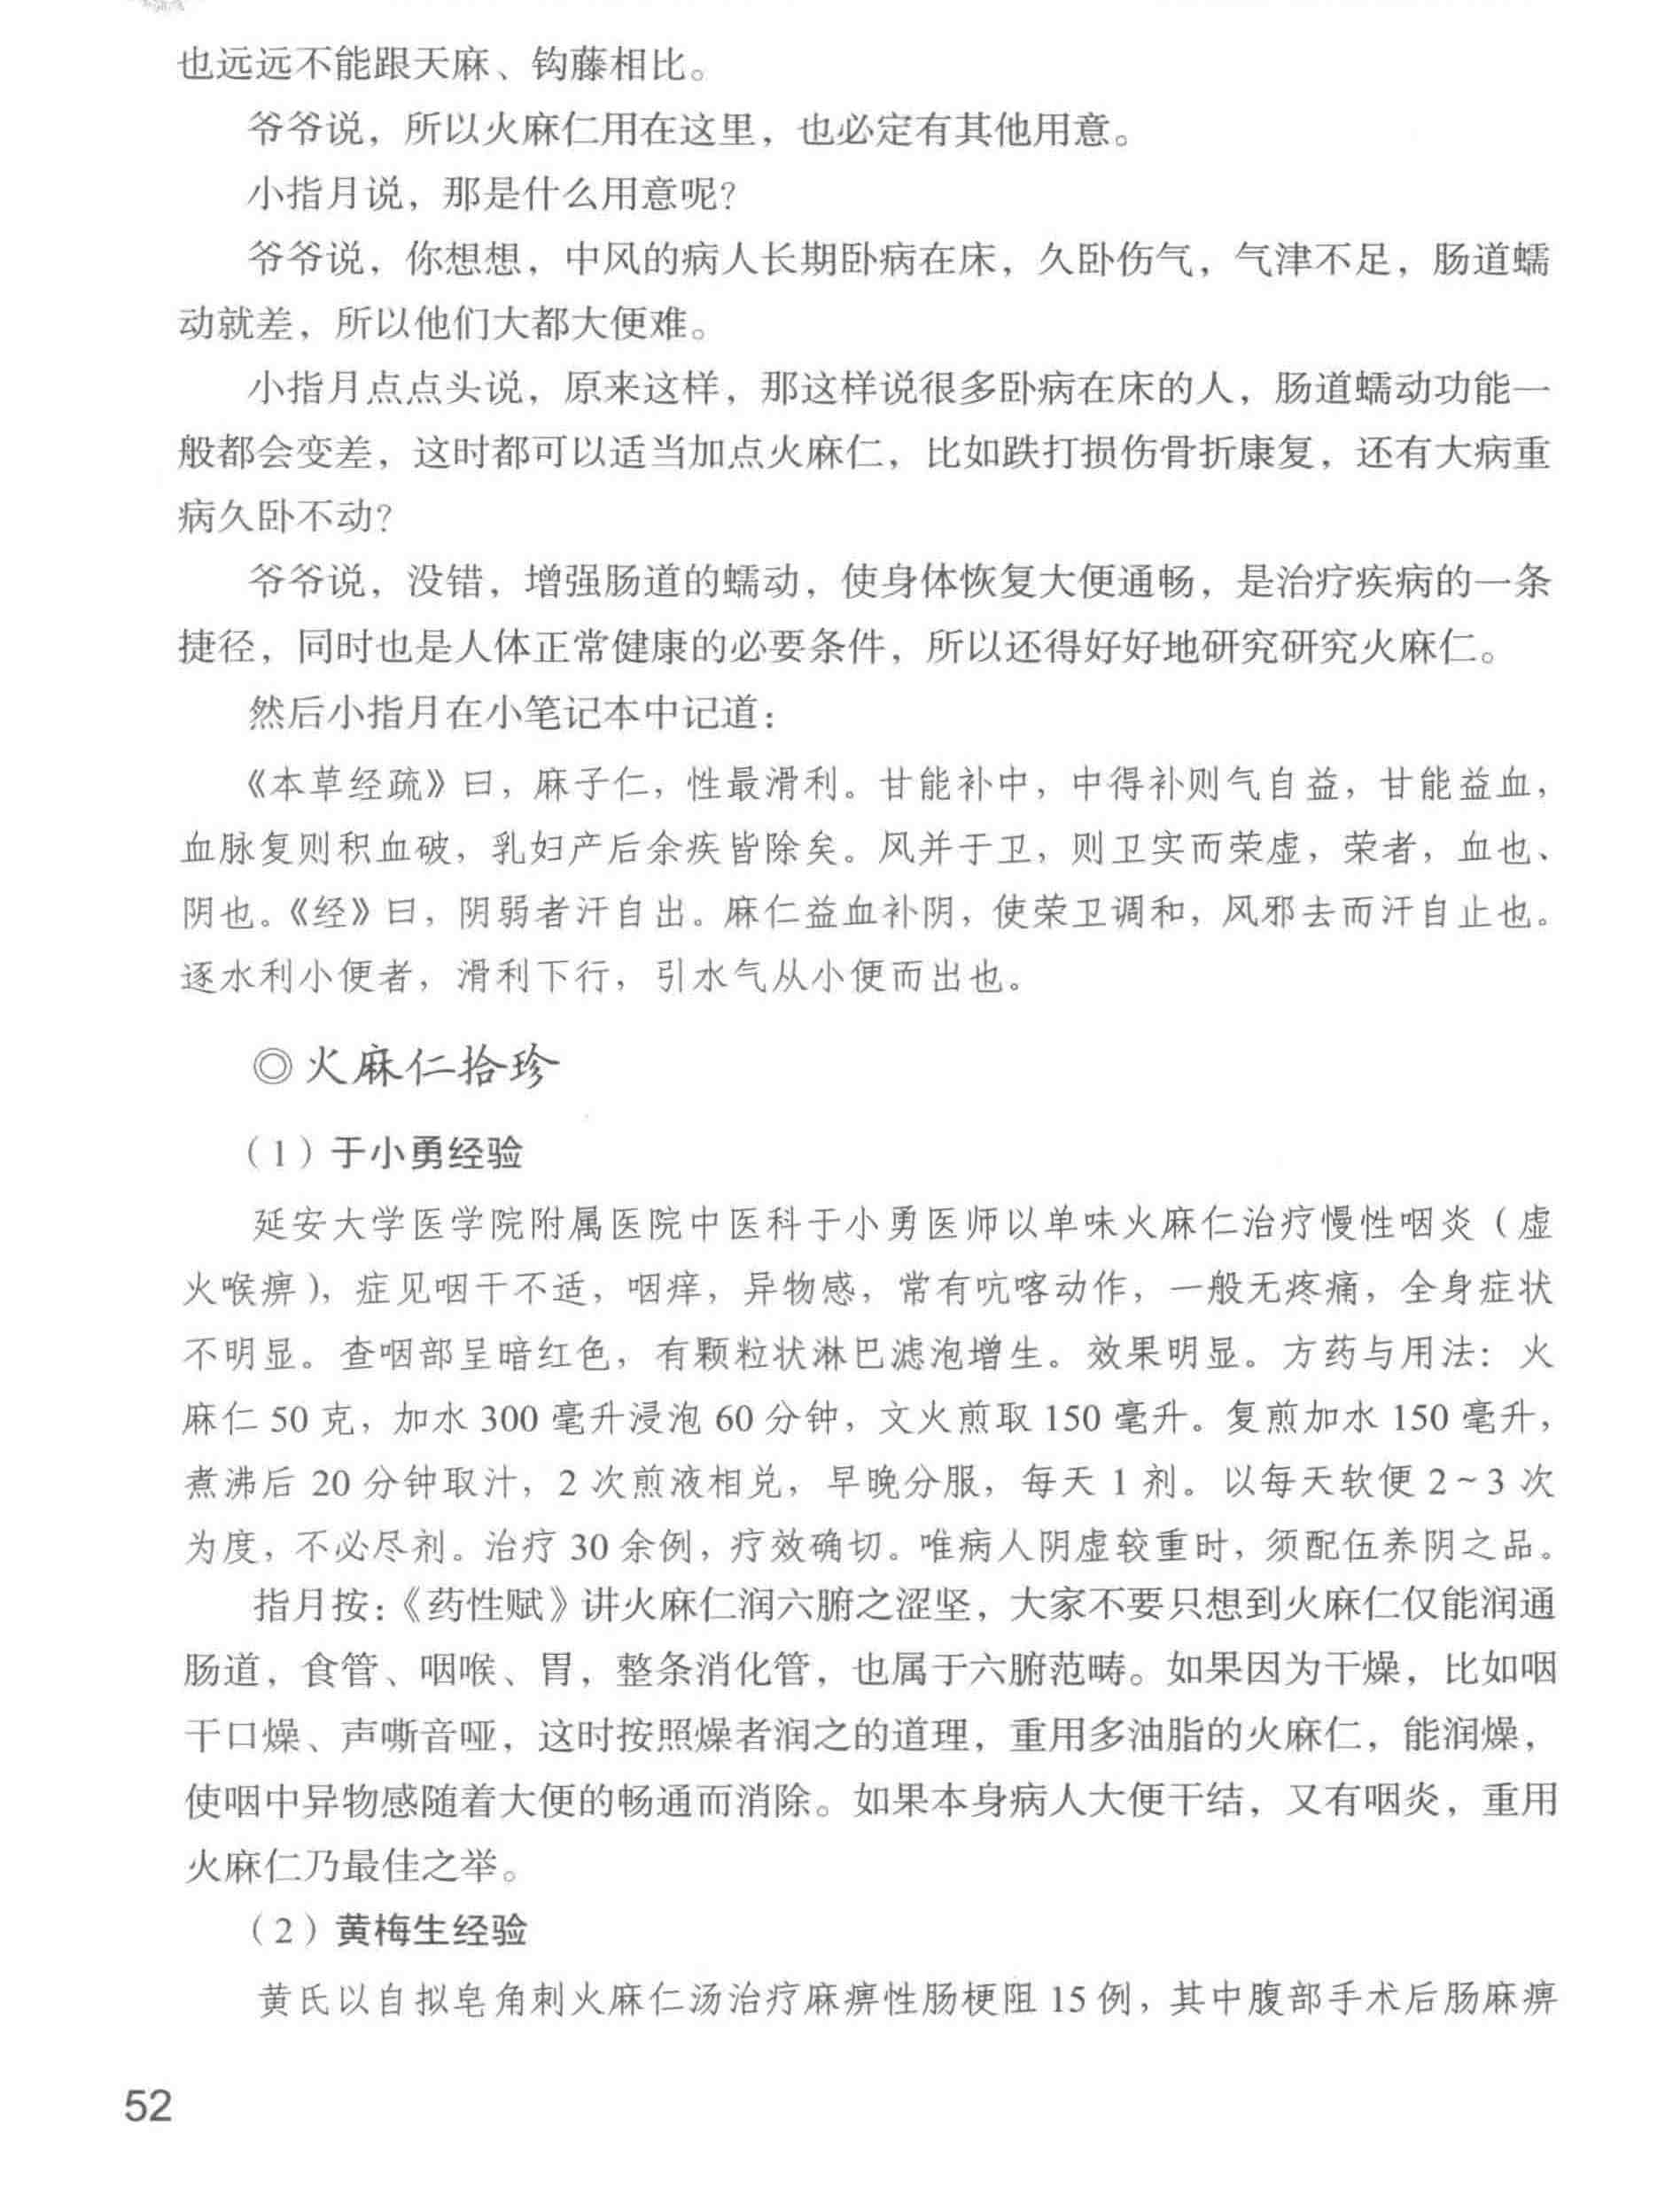 也远远不能跟天麻、钩藤相比。
爷爷说，所以火麻仁用在这里，也必定有其他用意。
小指月说，那是什么用意呢？
爷爷说，你想想，中风的病人长期卧病在床，久卧伤气，气津不足，肠道蠕
动就差，所以他们大都大便难。
小指月点点头说，原来这样，那这样说很多卧病在床的人，肠道蠕动功能一
般都会变差，这时都可以适当加点火麻仁，比如跌打损伤骨折康复，还有大病重
病久卧不动？
爷爷说，没错，增强肠道的蠕动，使身体恢复大便通畅，是治疗疾病的一条
捷径，同时也是人体正常健康的必要条件，所以还得好好地研究研究火麻仁。
然后小指月在小笔记本中记道：
《本草经疏》曰，麻子仁，性最滑利。甘能补中，中得补则气自益，甘能益血，
血脉复则积血破，乳妇产后余疾皆除矣。风并于卫，则卫实而荣虚，荣者，血也、
阴也。《经》曰，阴弱者汗自出。麻仁益血补阴，使荣卫调和，风邪去而汗自止也。
逐水利小便者，滑利下行，引水气从小便而出也。
◎火麻仁拾珍
（1）于小勇经验
延安大学医学院附属医院中医科于小勇医师以单味火麻仁治疗慢性咽炎（虚
火喉痹），症见咽干不适，咽痒，异物感，常有吭喀动作，一般无疼痛，全身症状
不明显。查咽部呈暗红色，有颗粒状淋巴滤泡增生。效果明显。方药与用法：火
麻仁 50 克，加水 300 毫升浸泡 60 分钟，文火煎取 150 毫升。复煎加水 150 毫升，
煮沸后 20 分钟取汁，2 次煎液相兑，早晚分服，每天 1 剂。以每天软便 2~3 次
为度，不必尽剂。治疗 30 余例，疗效确切。唯病人阴虚较重时，须配伍养阴之品。
指月按：《药性赋》讲火麻仁润六腑之涩坚，大家不要只想到火麻仁仅能润通
肠道，食管、咽喉、胃，整条消化管，也属于六腑范畴。如果因为干燥，比如咽
干口燥、声嘶音哑，这时按照燥者润之的道理，重用多油脂的火麻仁，能润燥，
使咽中异物感随着大便的畅通而消除。如果本身病人大便干结，又有咽炎，重用
火麻仁乃最佳之举。
（2）黄梅生经验
黄氏以自拟皂角刺火麻仁汤治疗麻痹性肠梗阻 15 例，其中腹部手术后肠麻痹
52